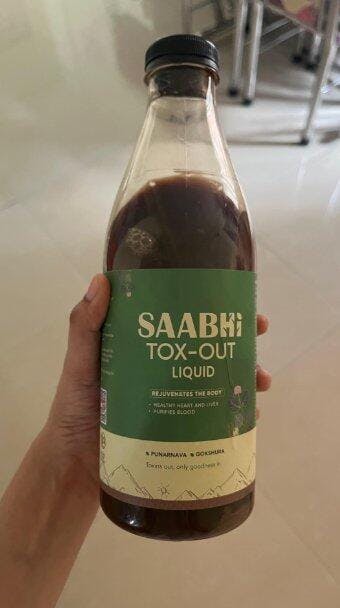 SAABHi
TOX-OUT
LIQUID
REJUVENATES THE BODY
• HEALTHY HEART AND LIVER
• PURIFIES BLOOD
PUNARNAVA GOKSHURA
Toxins out, only goodness in.